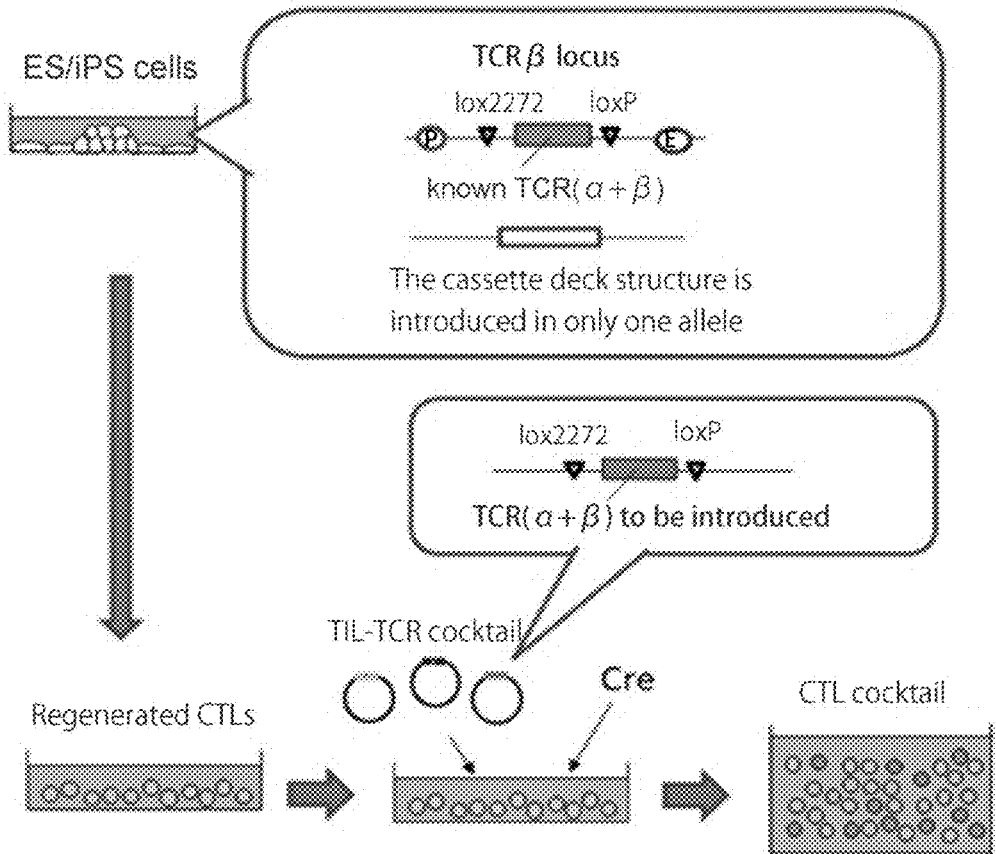 ES/iPS cells
TCRβ locus
lox2272 loxP
P E
known TCR(α+β)
The cassette deck structure is
introduced in only one allele
lox2272 loxP
TCR(α+β) to be introduced
TIL-TCR cocktail
Cre
Regenerated CTLs
CTL cocktail